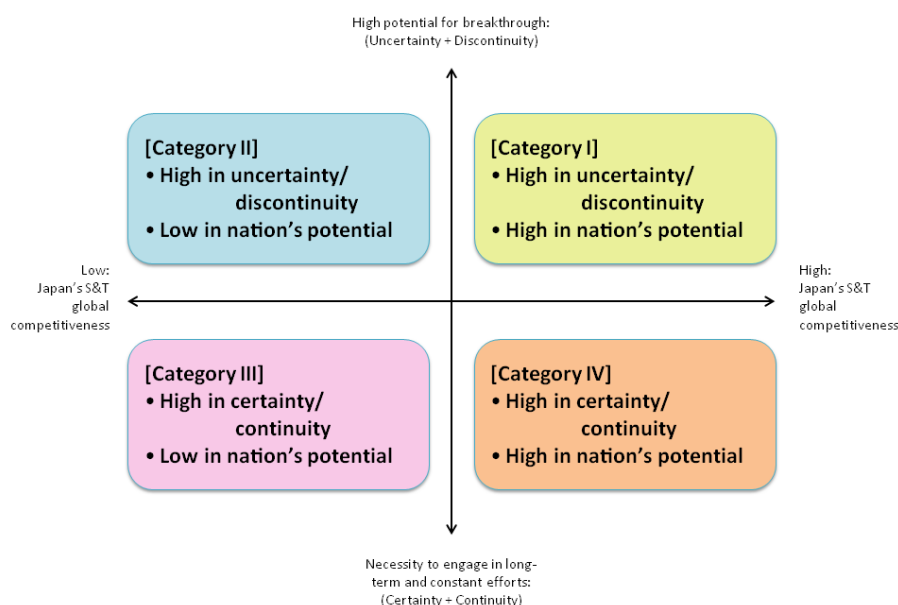 High potential for breakthrough:
(Uncertainty + Discontinuity)
[Category II]
• High in uncertainty/
discontinuity
• Low in nation's potential
[Category I]
• High in uncertainty/
discontinuity
• High in nation's potential
Low:
Japan's S&T
global
competitiveness
High:
Japan's S&T
global
competitiveness
[Category III]
• High in certainty/
continuity
• Low in nation's potential
[Category IV]
• High in certainty/
continuity
• High in nation's potential
Necessity to engage in long-
term and constant efforts:
(Certainty + Continuity)